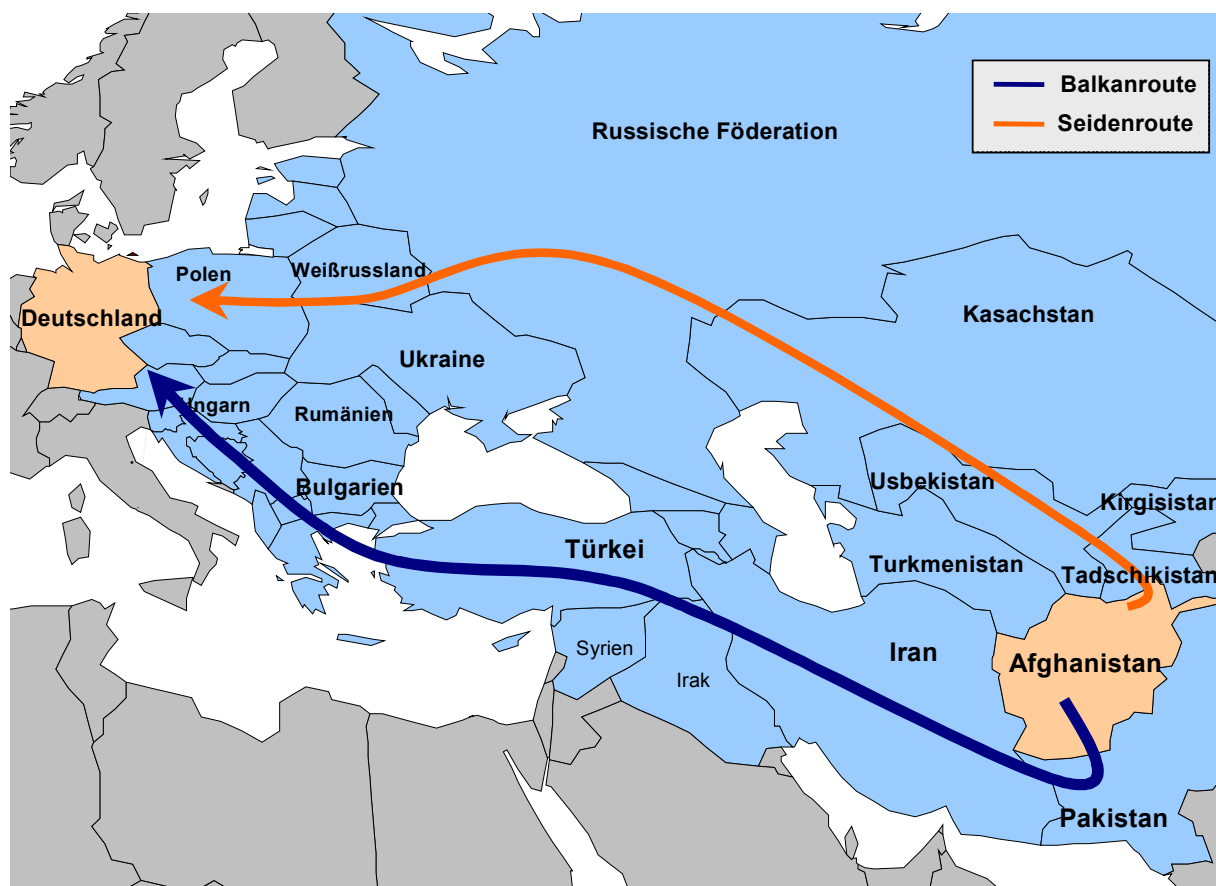 Balkanroute
Seidenroute
Russische Föderation
Polen
Weißrussland
Deutschland
Kasachstan
Ukraine
Ungarn
Rumänien
Bulgarien
Usbekistan
Kirgisistan
Türkei
Turkmenistan
Tadschikistan
Syrien
Irak
Iran
Afghanistan
Pakistan